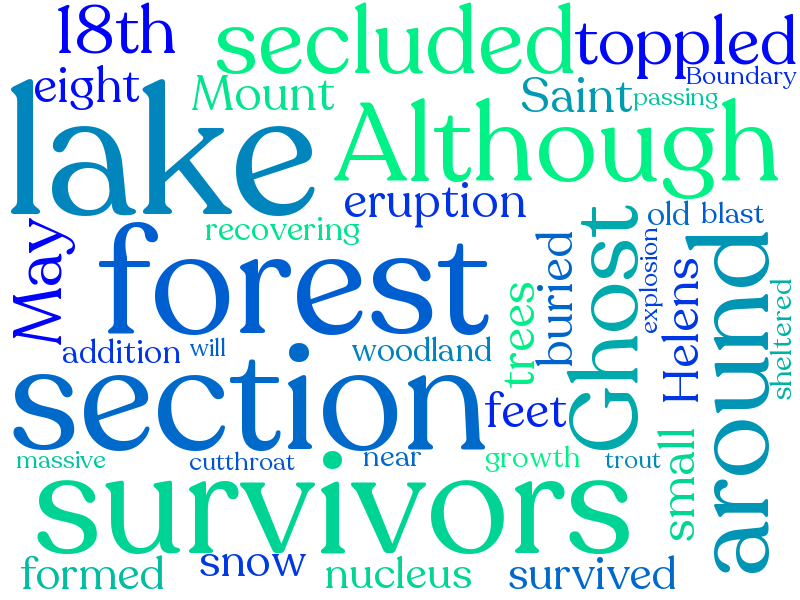 18th
secluded
toppled
Boundary
eight
Mount
Saint
passing
lake
Although
eruption
old
blast
recovering
May
forest
Ghost
buried
explosion
Helens
around
sheltered
trees
addition
will
woodland
section
feet
small
massive
cutthroat
near
growth
trout
survivors
formed
snow
nucleus
survived